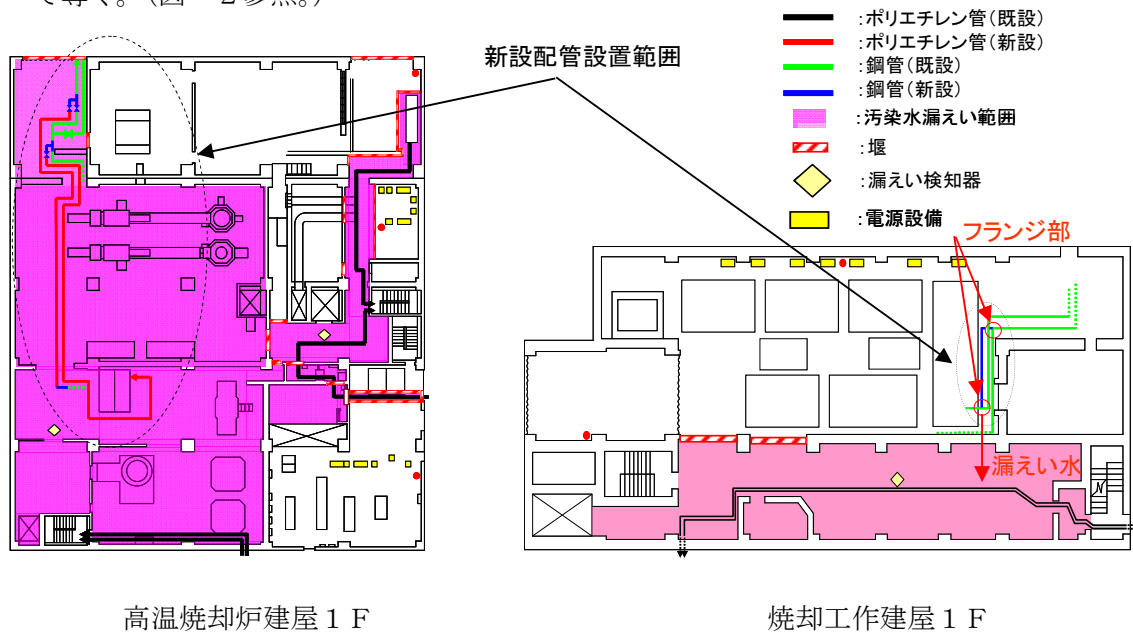 て導く。(図－2参照。)
新設配管設置範囲
:ポリエチレン管(既設)
:ポリエチレン管(新設)
:鋼管(既設)
:鋼管(新設)
:汚染水漏えい範囲
:堰
:漏えい検知器
:電源設備
フランジ部
漏えい水
高温焼却炉建屋1F
焼却工作建屋1F